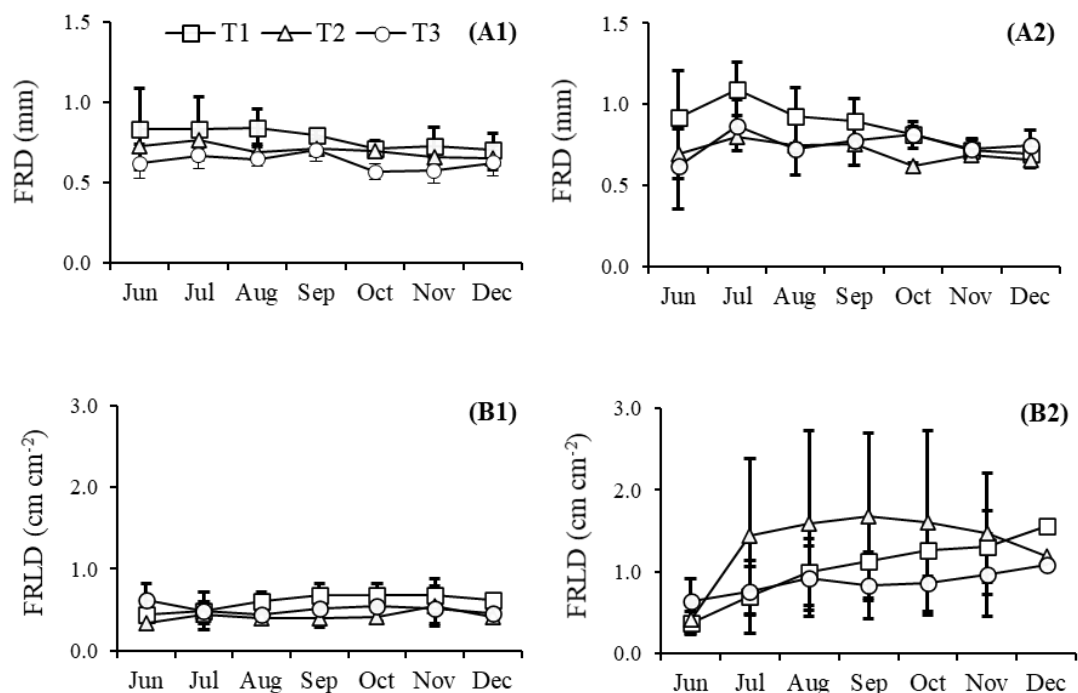 T1 T2 T3 (A1)
FRD (mm)
1.5
1.0
0.5
0.0
Jun Jul Aug Sep Oct Nov Dec
(A2)
FRD (mm)
1.5
1.0
0.5
0.0
Jun Jul Aug Sep Oct Nov Dec
(B1)
FRLD (cm cm-2)
3.0
2.0
1.0
0.0
Jun Jul Aug Sep Oct Nov Dec
(B2)
FRLD (cm cm-2)
3.0
2.0
1.0
0.0
Jun Jul Aug Sep Oct Nov Dec